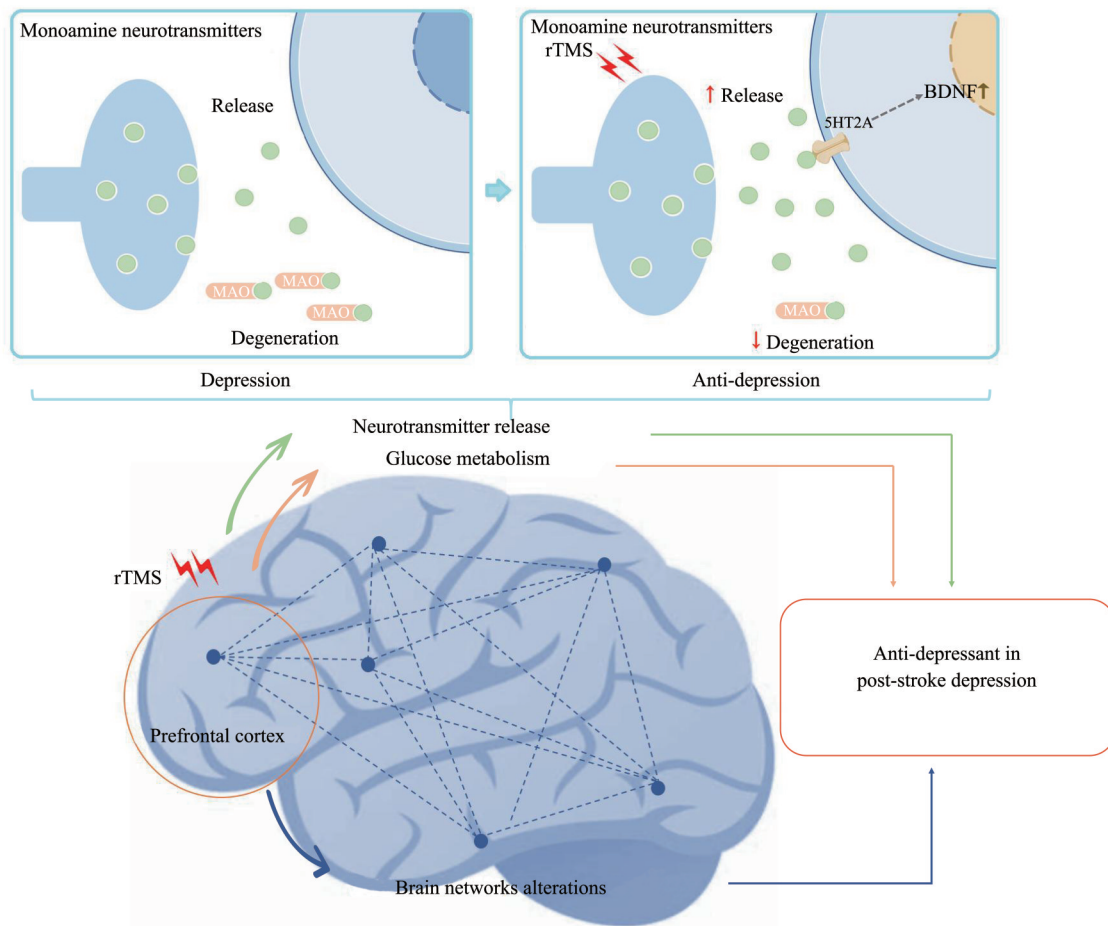 Monoamine neurotransmitters
Release
MAO
MAO
MAO
Degeneration
Depression
Monoamine neurotransmitters
rTMS
↑ Release
BDNF↑
5HT2A
MAO
↓ Degeneration
Anti-depression
Neurotransmitter release
Glucose metabolism
rTMS
Prefrontal cortex
Brain networks alterations
Anti-depressant in
post-stroke depression